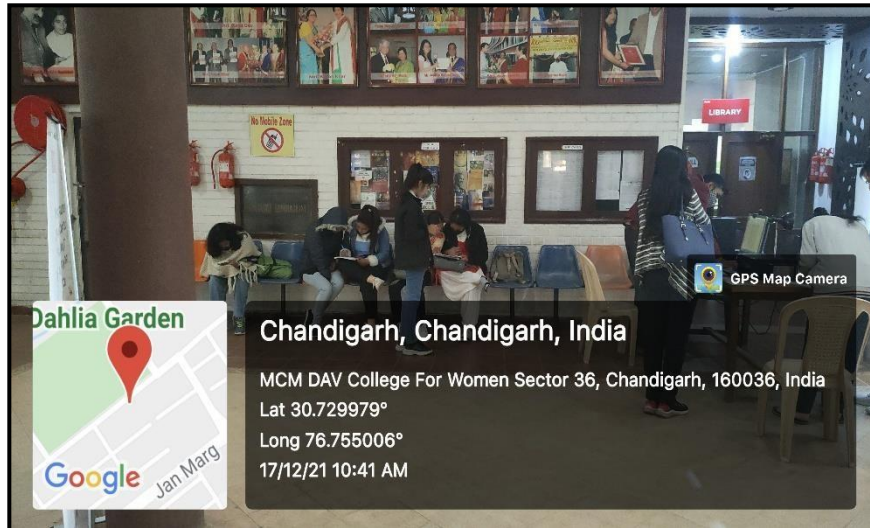 No Mobile Zone
LIBRARY
GPS Map Camera
Dahlia Garden
Jan Marg
Google
Chandigarh, Chandigarh, India
MCM DAV College For Women Sector 36, Chandigarh, 160036, India
Lat 30.729979°
Long 76.755006°
17/12/21 10:41 AM